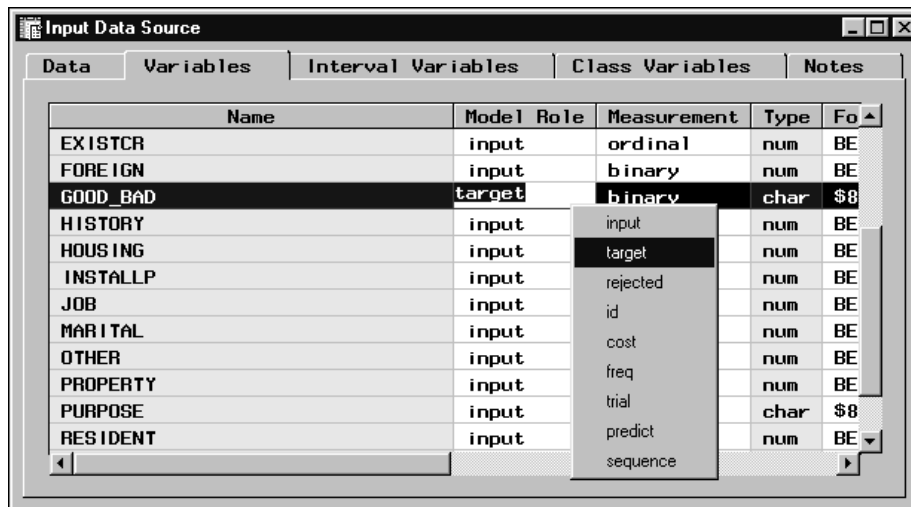 Input Data Source
Data Variables Interval Variables Class Variables Notes
Name Model Role Measurement Type Fo
EXISTCR input ordinal num BE
FOREIGN input binary num BE
GOOD_BAD target binary char $8
HISTORY input num BE
HOUSING input num BE
INSTALLP input num BE
JOB input num BE
MARITAL input num BE
OTHER input num BE
PROPERTY input num BE
PURPOSE input char $8
RESIDENT input num BE
input
target
rejected
id
cost
freq
trial
predict
sequence